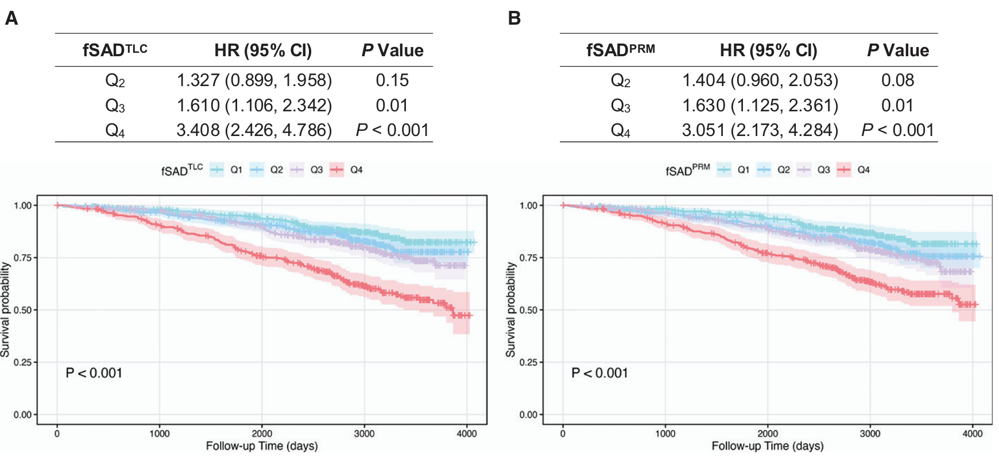 A
fSADTLC HR (95% CI) P Value
Q2 1.327 (0.899, 1.958) 0.15
Q3 1.610 (1.106, 2.342) 0.01
Q4 3.408 (2.426, 4.786) P < 0.001
fSADTLC Q1 Q2 Q3 Q4
Survival probability
1.00
0.75
0.50
0.25
0.00
P < 0.001
0 1000 2000 3000 4000
Follow-up Time (days)
B
fSADPRM HR (95% CI) P Value
Q2 1.404 (0.960, 2.053) 0.08
Q3 1.630 (1.125, 2.361) 0.01
Q4 3.051 (2.173, 4.284) P < 0.001
fSADPRM Q1 Q2 Q3 Q4
Survival probability
1.00
0.75
0.50
0.25
0.00
P < 0.001
0 1000 2000 3000 4000
Follow-up Time (days)